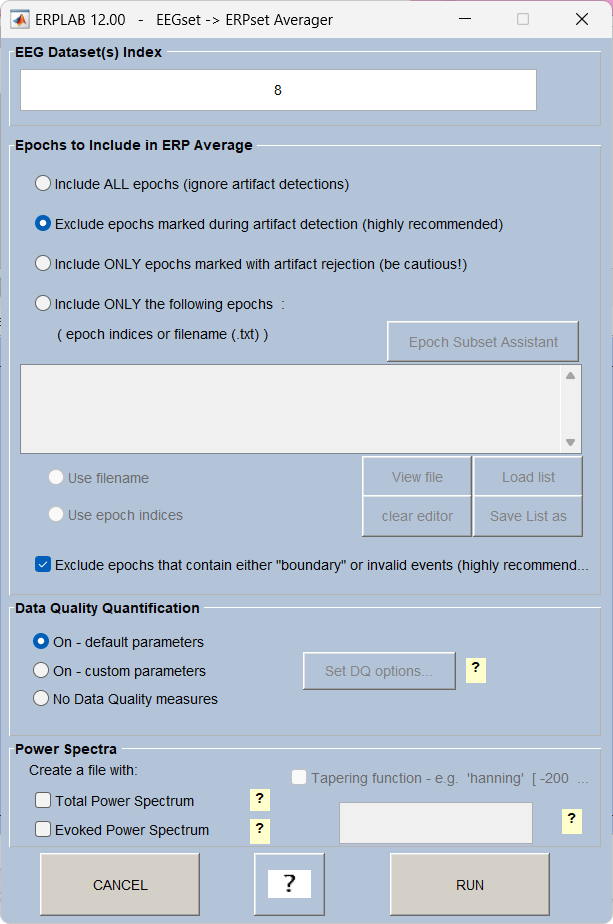 ERPLAB 12.00 - EEGset -> ERPset Averager
EEG Dataset(s) Index
8
Epochs to Include in ERP Average
Include ALL epochs (ignore artifact detections)
Exclude epochs marked during artifact detection (highly recommended)
Include ONLY epochs marked with artifact rejection (be cautious!)
Include ONLY the following epochs :
( epoch indices or filename (.txt) )
Epoch Subset Assistant
Use filename
View file
Load list
Use epoch indices
clear editor
Save List as
Exclude epochs that contain either "boundary" or invalid events (highly recommend...
Data Quality Quantification
On - default parameters
On - custom parameters
Set DQ options...
?
No Data Quality measures
Power Spectra
Create a file with:
Tapering function - e.g. 'hanning' [ -200 ...
Total Power Spectrum
?
Evoked Power Spectrum
?
?
CANCEL
?
RUN